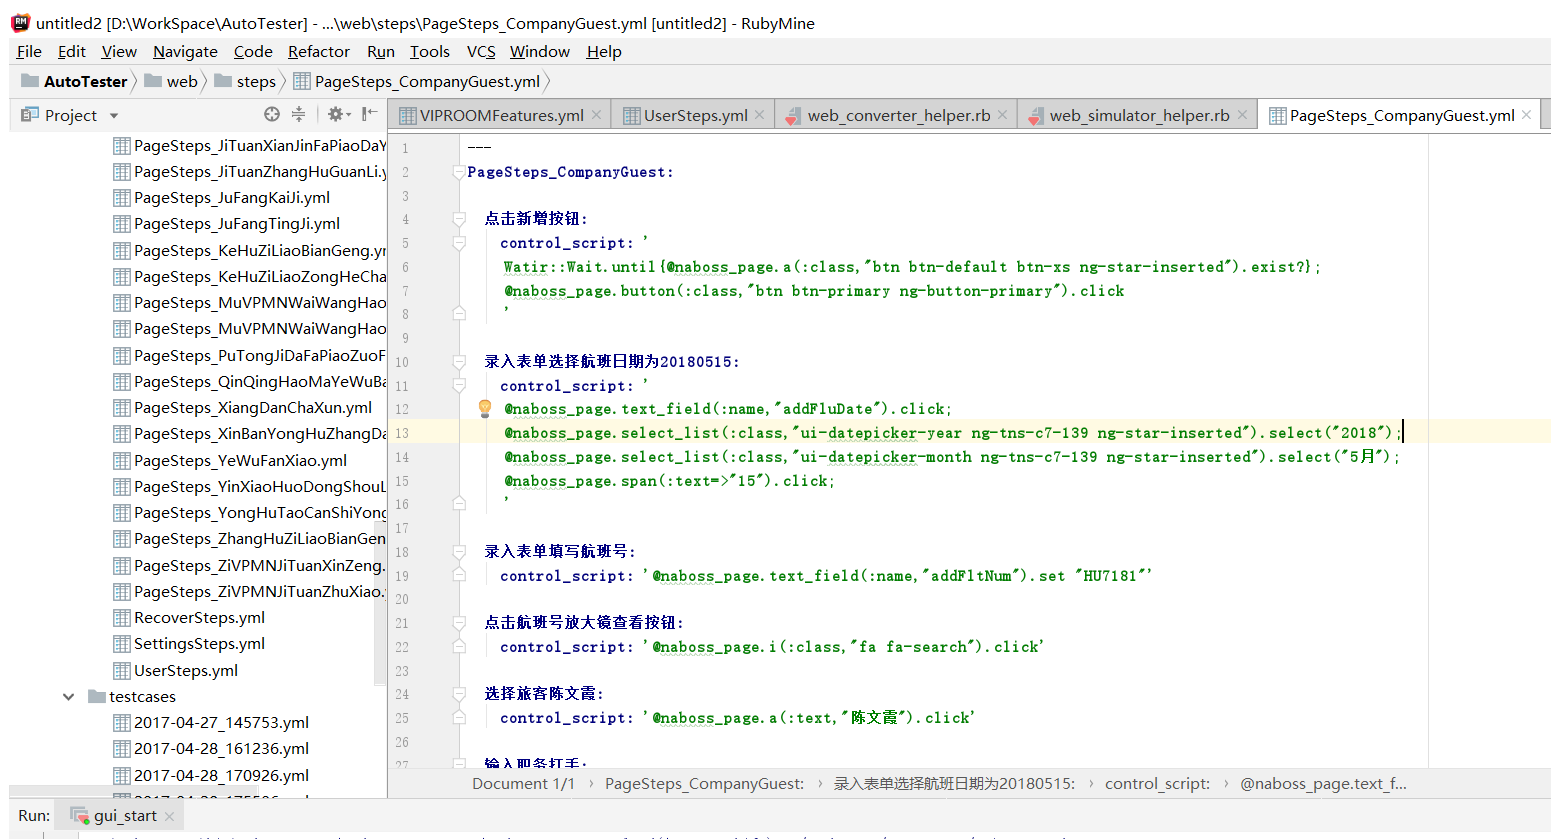 untitled2 [D:\WorkSpace\AutoTester] - ...\web\steps\PageSteps_CompanyGuest.yml [untitled2] - RubyMine
File Edit View Navigate Code Refactor Run Tools VCS Window Help
AutoTester web steps PageSteps_CompanyGuest.yml
Project
VIPROOMFeatures.yml UserSteps.yml web_converter_helper.rb web_simulator_helper.rb PageSteps_CompanyGuest.yml
PageSteps_JiTuanXianJinFaPiaoDaY
PageSteps_JiTuanZhangHuGuanLi.y
PageSteps_JuFangKaiJi.yml
PageSteps_JuFangTingJi.yml
PageSteps_KeHuZiLiaoBianGeng.yr
PageSteps_KeHuZiLiaoZongHeCha
PageSteps_MuVPMNWaiWangHao
PageSteps_MuVPMNWaiWangHao
PageSteps_PuTongJiDaFaPiaoZuoF
PageSteps_QinQingHaoMaYeWuBa
PageSteps_XiangDanChaXun.yml
PageSteps_XinBanYongHuZhangDa
PageSteps_YeWuFanXiao.yml
PageSteps_YinXiaoHuoDongShouL
PageSteps_YongHuTaoCanShiYong
PageSteps_ZhangHuZiLiaoBianGen
PageSteps_ZiVPMNJiTuanXinZeng.
PageSteps_ZiVPMNJiTuanZhuXiao.
RecoverSteps.yml
SettingsSteps.yml
UserSteps.yml
testcases
2017-04-27_145753.yml
2017-04-28_161236.yml
2017-04-28_170926.yml
1 ---
2 PageSteps_CompanyGuest:
3
4 点击新增按钮:
5 control_script: '
6 Watir::Wait.until{@naboss_page.a(:class,"btn btn-default btn-xs ng-star-inserted").exist?};
7 @naboss_page.button(:class,"btn btn-primary ng-button-primary").click
8 '
9
10 录入表单选择航班日期为20180515:
11 control_script: '
12 @naboss_page.text_field(:name,"addFluDate").click;
13 @naboss_page.select_list(:class,"ui-datepicker-year ng-tns-c7-139 ng-star-inserted").select("2018");
14 @naboss_page.select_list(:class,"ui-datepicker-month ng-tns-c7-139 ng-star-inserted").select("5月");
15 @naboss_page.span(:text=>"15").click;
16 '
17
18 录入表单填写航班号:
19 control_script: '@naboss_page.text_field(:name,"addFltNum").set "HU7181"'
20
21 点击航班号放大镜查看按钮:
22 control_script: '@naboss_page.i(:class,"fa fa-search").click'
23
24 选择旅客陈文霞:
25 control_script: '@naboss_page.a(:text,"陈文霞").click'
26
27 输入职务打手:
Document 1/1 › PageSteps_CompanyGuest: › 录入表单选择航班日期为20180515: › control_script: › @naboss_page.text_f...
Run: gui_start